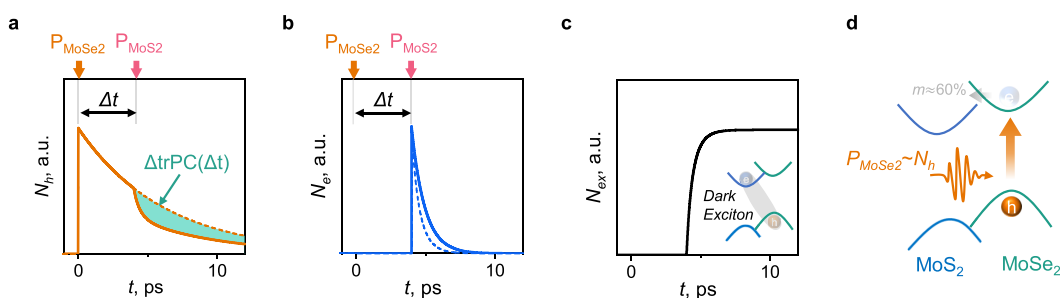 a
P_MoSe2 P_MoS2
Δt
ΔtrPC(Δt)
N_h, a.u.
0 10
t, ps
b
P_MoSe2 P_MoS2
Δt
N_e, a.u.
0 10
t, ps
c
N_ex, a.u.
e
Dark
Exciton
h
0 10
t, ps
d
m≈60% e
P_MoSe2~N_h
h
MoS₂ MoSe₂